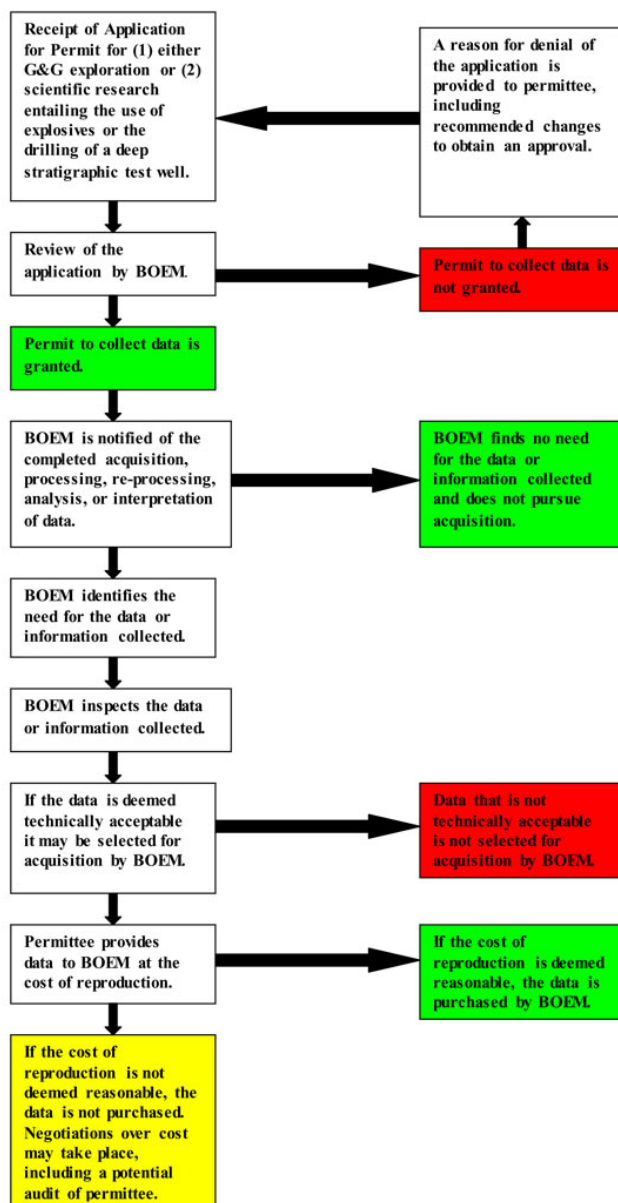 Receipt of Application
for Permit for (1) either
G&G exploration or (2)
scientific research
entailing the use of
explosives or the
drilling of a deep
stratigraphic test well.
A reason for denial of
the application is
provided to permittee,
including
recommended changes
to obtain an approval.
Review of the
application by BOEM.
Permit to collect data is
not granted.
Permit to collect data is
granted.
BOEM is notified of the
completed acquisition,
processing, re-processing,
analysis, or interpretation
of data.
BOEM finds no need
for the data or
information collected
and does not pursue
acquisition.
BOEM identifies the
need for the data or
information collected.
BOEM inspects the data
or information collected.
If the data is deemed
technically acceptable
it may be selected for
acquisition by BOEM.
Data that is not
technically acceptable
is not selected for
acquisition by BOEM.
Permittee provides
data to BOEM at the
cost of reproduction.
If the cost of
reproduction is deemed
reasonable, the data is
purchased by BOEM.
If the cost of
reproduction is not
deemed reasonable, the
data is not purchased.
Negotiations over cost
may take place,
including a potential
audit of permittee.